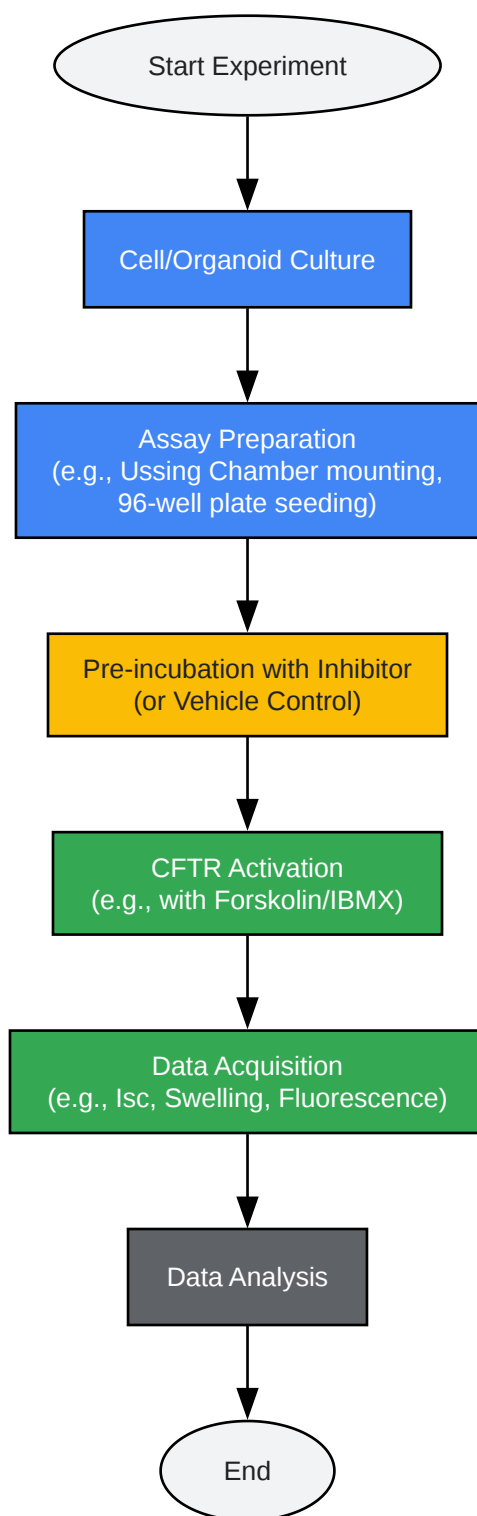 Start Experiment
Cell/Organoid Culture
Assay Preparation
(e.g., Ussing Chamber mounting,
96-well plate seeding)
Pre-incubation with Inhibitor
(or Vehicle Control)
CFTR Activation
(e.g., with Forskolin/IBMX)
Data Acquisition
(e.g., Isc, Swelling, Fluorescence)
Data Analysis
End